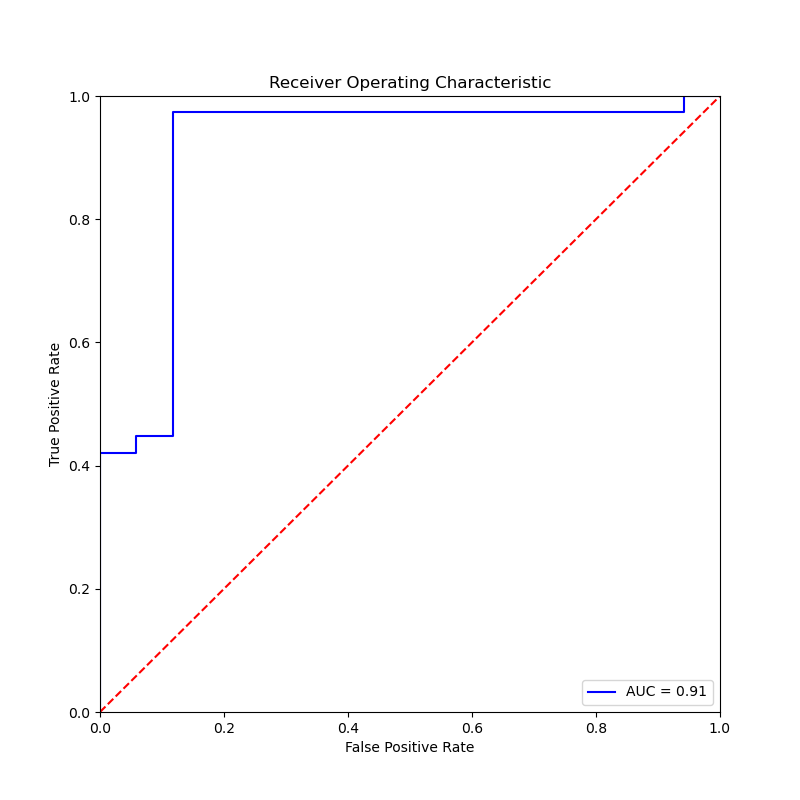 Receiver Operating Characteristic
1.0
0.8
0.6
0.4
0.2
0.0
True Positive Rate
AUC = 0.91
0.0 0.2 0.4 0.6 0.8 1.0
False Positive Rate